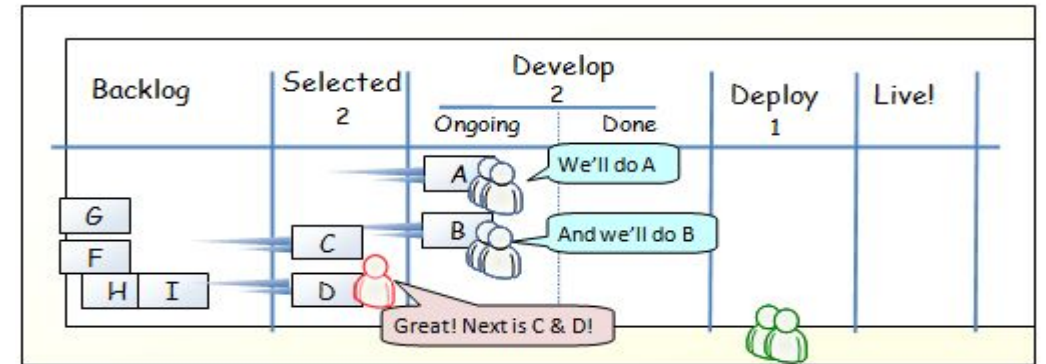 Backlog
Selected
2
Develop
2
Ongoing
Done
Deploy
1
Live!
A
We'll do A
G
B
And we'll do B
C
F
H
I
D
Great! Next is C & D!